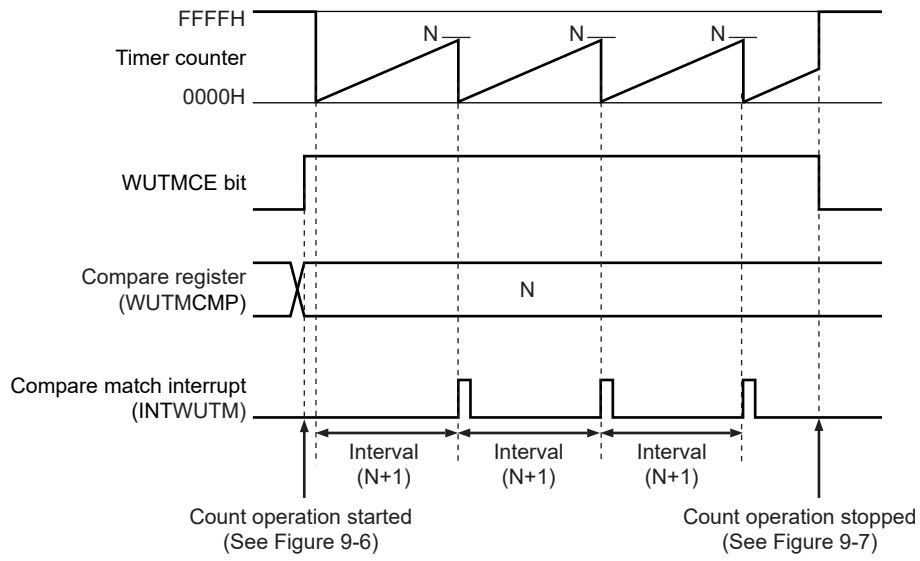 FFFFH
N
N
N
Timer counter
0000H
WUTMCE bit
Compare register
(WUTMCMP)
N
Compare match interrupt
(INTWUTM)
Interval
(N+1)
Interval
(N+1)
Interval
(N+1)
Count operation started
(See Figure 9-6)
Count operation stopped
(See Figure 9-7)